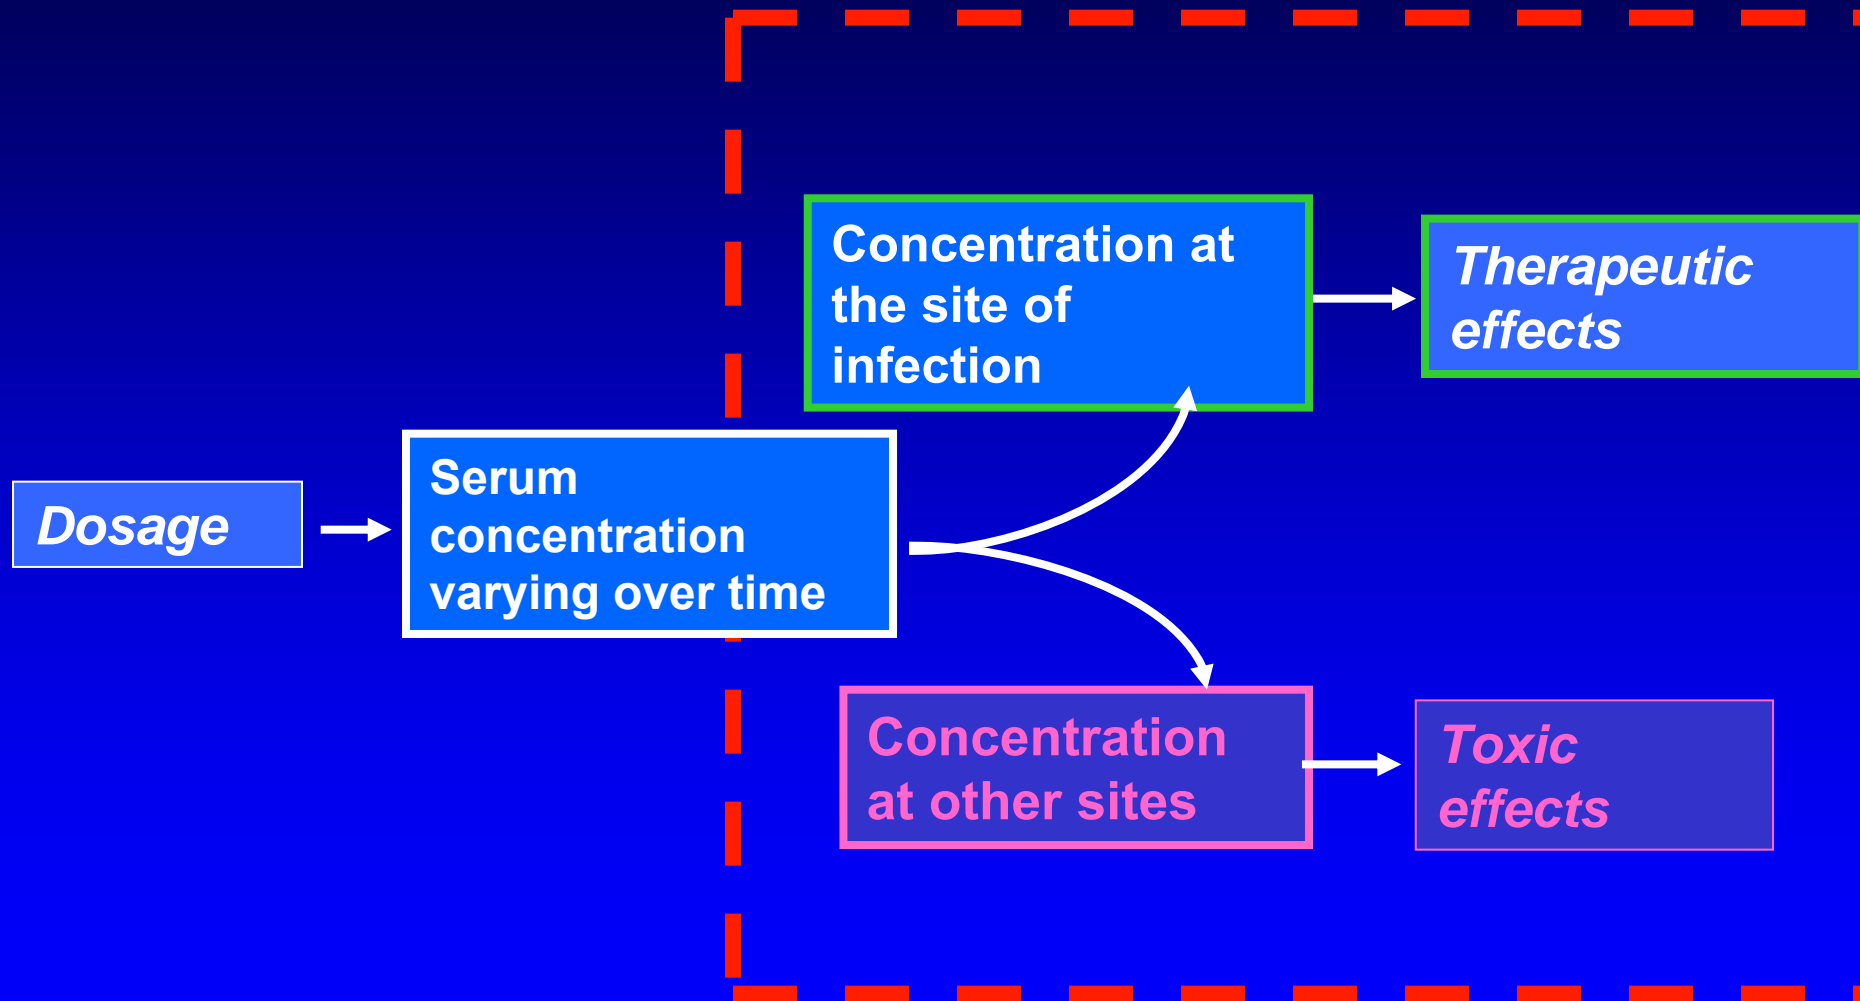 Dosage
Serum
concentration
varying over time
Concentration at
the site of
infection
Therapeutic
effects
Concentration
at other sites
Toxic
effects